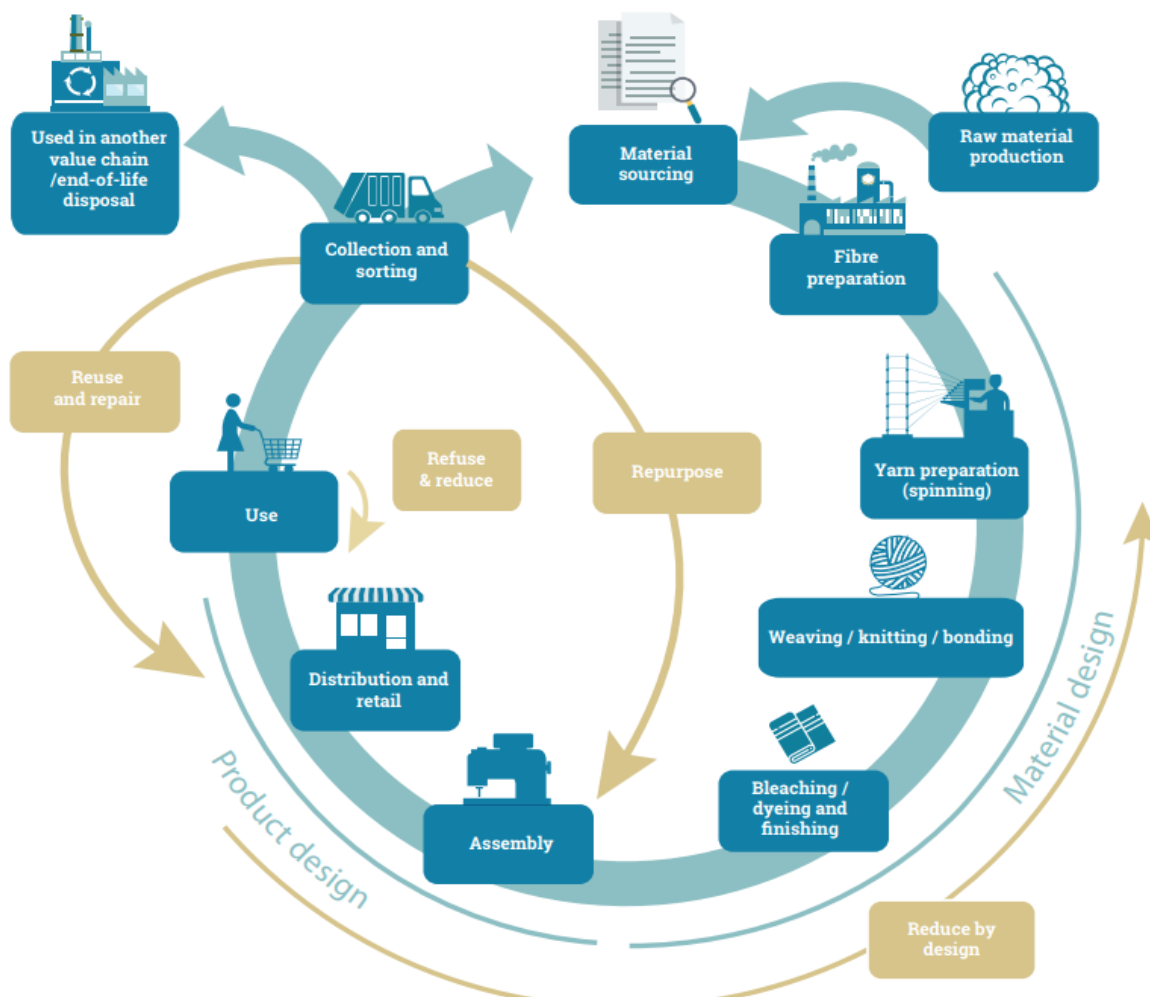 Used in another
value chain
/end-of-life
disposal
Material
sourcing
Raw material
production
Collection and
sorting
Fibre
preparation
Reuse
and repair
Refuse
& reduce
Repurpose
Yarn preparation
(spinning)
Use
Weaving / knitting / bonding
Distribution and
retail
Bleaching /
dyeing and
finishing
Assembly
Product design
Material design
Reduce by
design